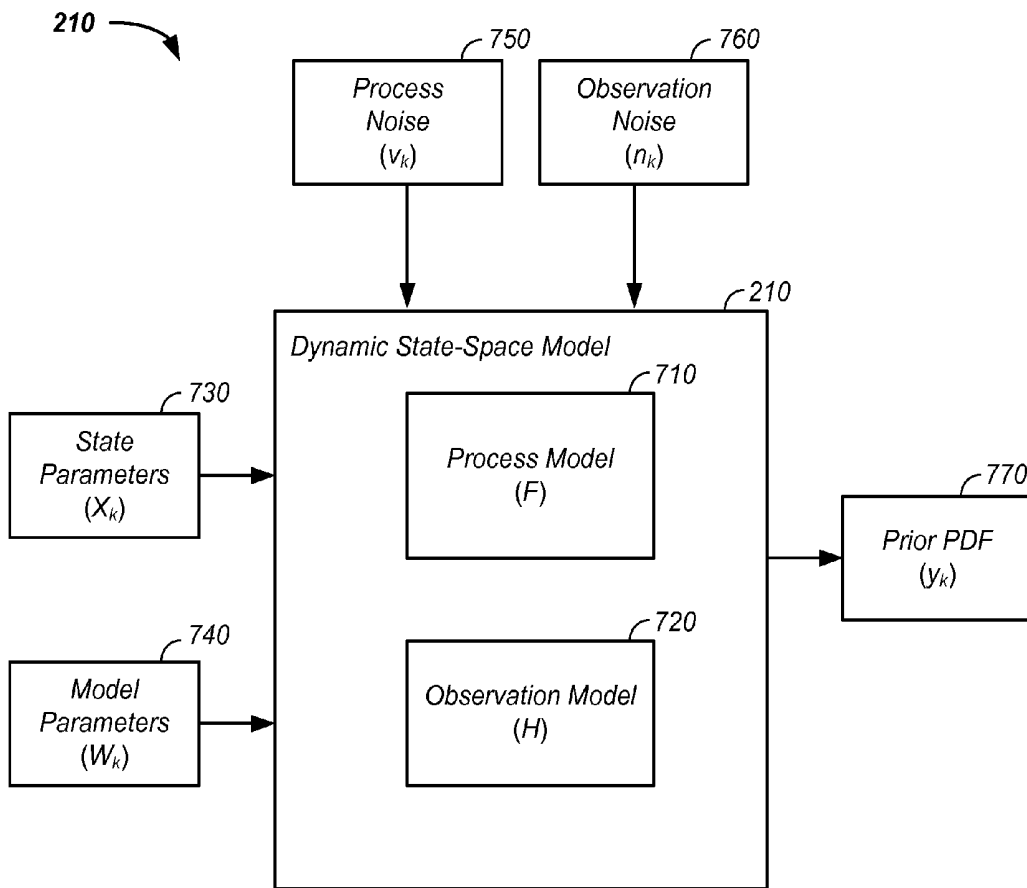 210
750
760
Process
Noise
(vk)
Observation
Noise
(nk)
210
Dynamic State-Space Model
710
730
State
Parameters
(Xk)
Process Model
(F)
770
Prior PDF
(yk)
720
740
Model
Parameters
(Wk)
Observation Model
(H)